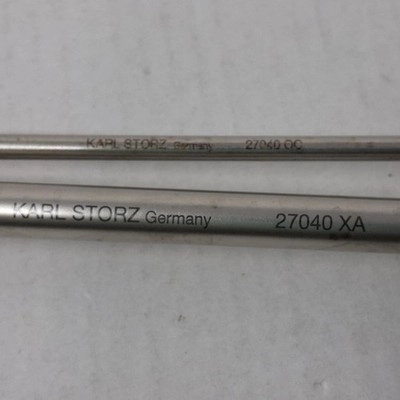 KARL STORZ Germany 27040 OC
KARL STORZ Germany 27040 XA